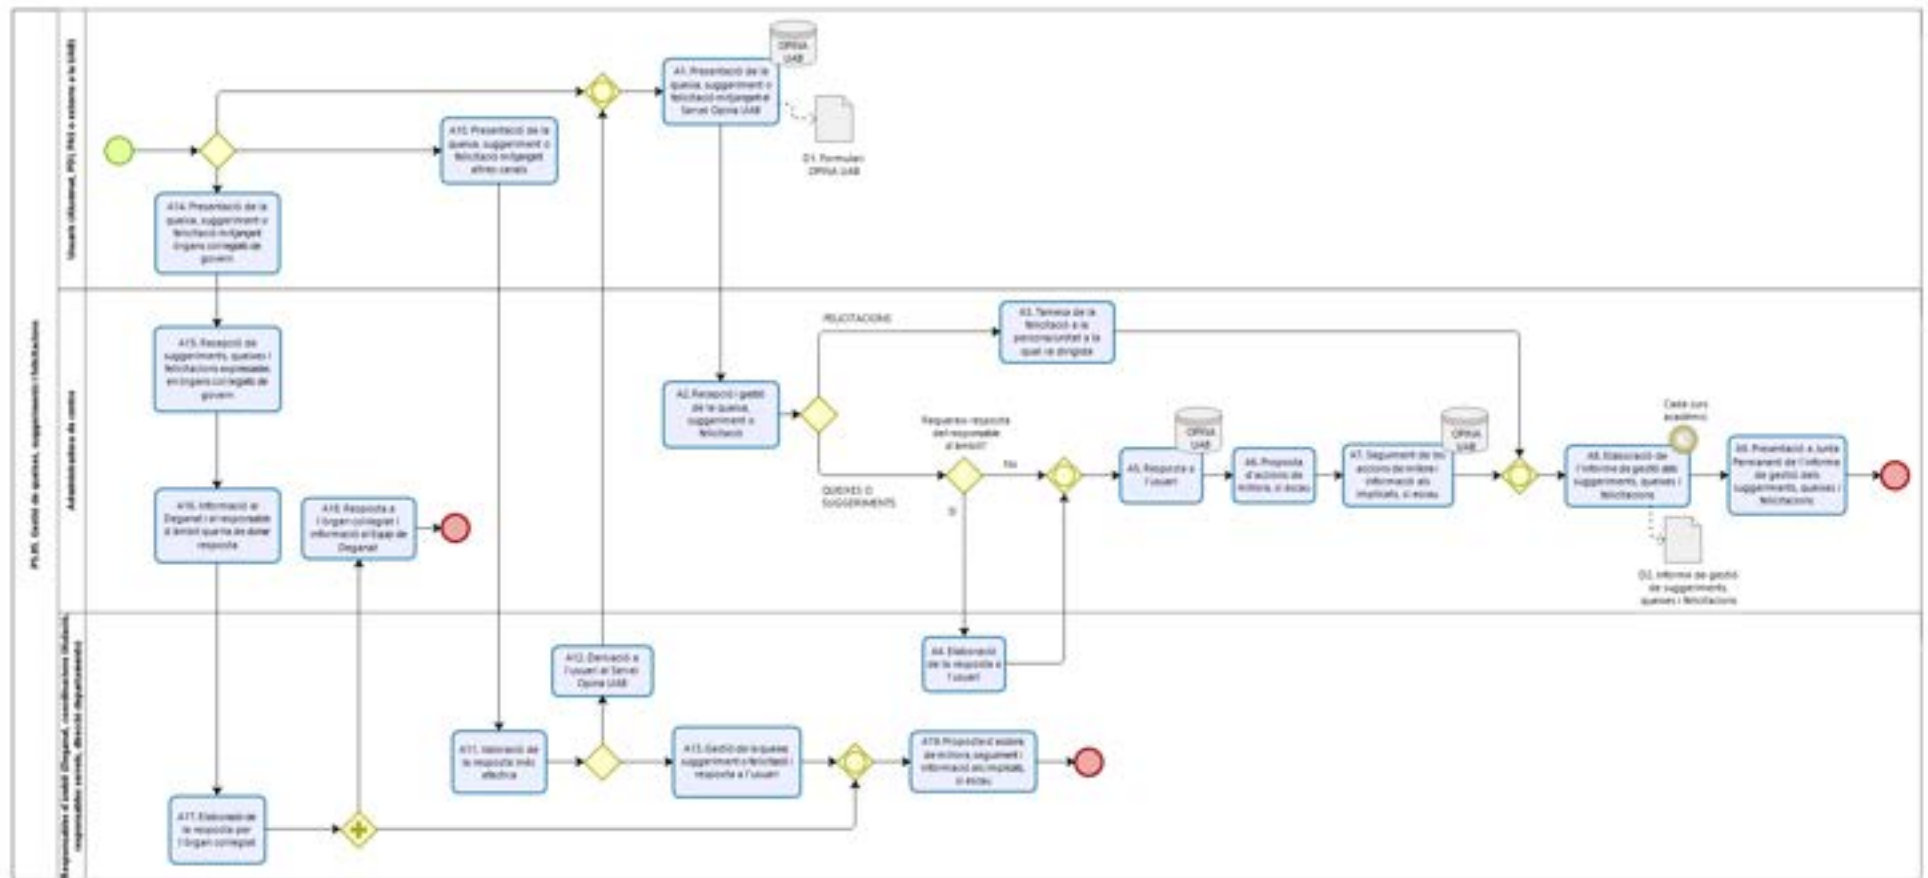 PS.05. Gestió de queixes, suggeriments i felicitacions
Usuaris (alumnat, PDI, PAS o externs a la UAB)
OPINA
UAB
A1. Presentació de la
queixa, suggeriment o
felicitació mitjançant el
Servei Opina UAB
D1. Formulari
OPINA UAB
A10. Presentació de la
queixa, suggeriment o
felicitació mitjançant
altres canals
A14. Presentació de la
queixa, suggeriment o
felicitació mitjançant
òrgans col·legiats de
govern
Administradora de centre
A15. Recepció de
suggeriments, queixes i
felicitacions expressades
en òrgans col·legiats de
govern
FELICITACIONS
A3. Tramesa de la
felicitació a la
persona/unitat a la
qual va dirigida
A2. Recepció i gestió
de la queixa,
suggeriment o
felicitació
Requereix resposta
del responsable
d'àmbit?
No
Sí
QUEIXES O
SUGGERIMENTS
OPINA
UAB
A5. Resposta a
l'usuari
A6. Proposta
d'accions de
millora, si escau
OPINA
UAB
A7. Seguiment de les
accions de millora i
informació als
implicats, si escau
Cada curs
acadèmic
A8. Elaboració de
l'informe de gestió dels
suggeriments, queixes i
felicitacions
A9. Presentació a Junta
Permanent de l'informe
de gestió dels
suggeriments, queixes i
felicitacions
D2. Informe de gestió
de suggeriments,
queixes i felicitacions
A16. Informació al
Deganat i al responsable
d'àmbit que ha de donar
resposta
A18. Resposta a
l'òrgan col·legiat i
informació a l'Equip de
Deganat
Responsables d'àmbit (Deganat, coordinacions titulació,
responsables serveis, direcció departaments)
A4. Elaboració
de la resposta a
l'usuari
A12. Derivació a
l'usuari al Servei
Opina UAB
A11. Valoració de
la resposta més
efectiva
A13. Gestió de la queixa
suggeriment o felicitació i
resposta a l'usuari
A19. Proposta d'accions
de millora, seguiment i
informació als implicats,
si escau
A17. Elaboració de
la resposta per
l'òrgan col·legiat